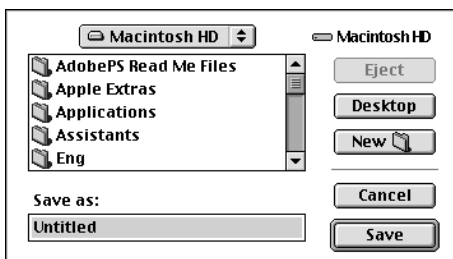 Macintosh HD
AdobePS Read Me Files
Apple Extras
Applications
Assistants
Eng
Save as:
Untitled
Macintosh HD
Eject
Desktop
New
Cancel
Save